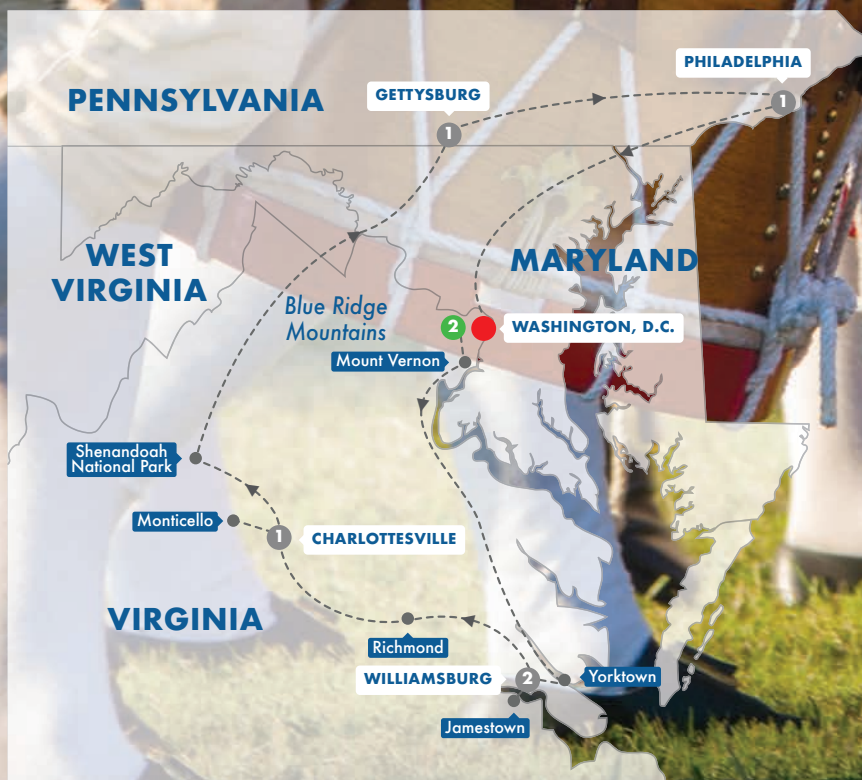 PHILADELPHIA
1
GETTYSBURG
1
PENNSYLVANIA
WEST
VIRGINIA
MARYLAND
Blue Ridge
Mountains
2
WASHINGTON, D.C.
Mount Vernon
Shenandoah
National Park
Monticello
1
CHARLOTTESVILLE
VIRGINIA
Richmond
WILLIAMSBURG
2
Yorktown
Jamestown